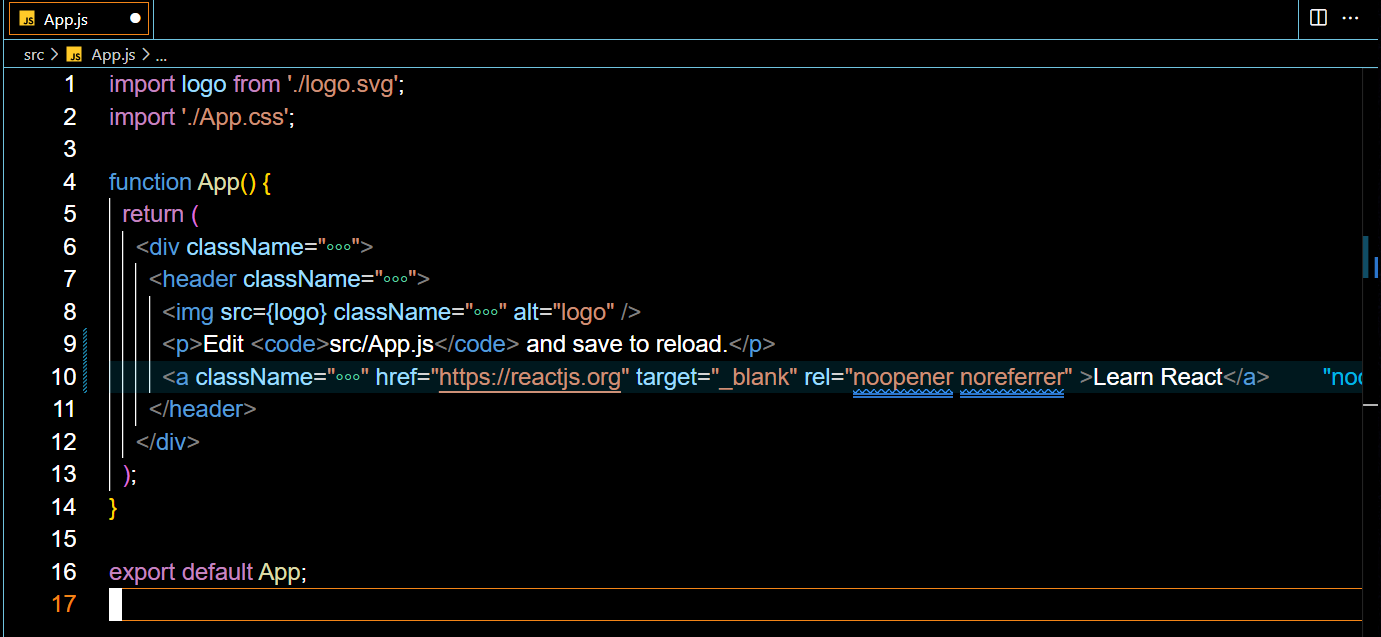 JS App.js
src > JS App.js > ...
1 import logo from './logo.svg';
2 import './App.css';
3
4 function App() {
5 return (
6 <div className="∘∘∘">
7 <header className="∘∘∘">
8 <img src={logo} className="∘∘∘" alt="logo" />
9 <p>Edit <code>src/App.js</code> and save to reload.</p>
10 <a className="∘∘∘" href="https://reactjs.org" target="_blank" rel="noopener noreferrer" >Learn React</a>
11 </header>
12 </div>
13 );
14 }
15
16 export default App;
17